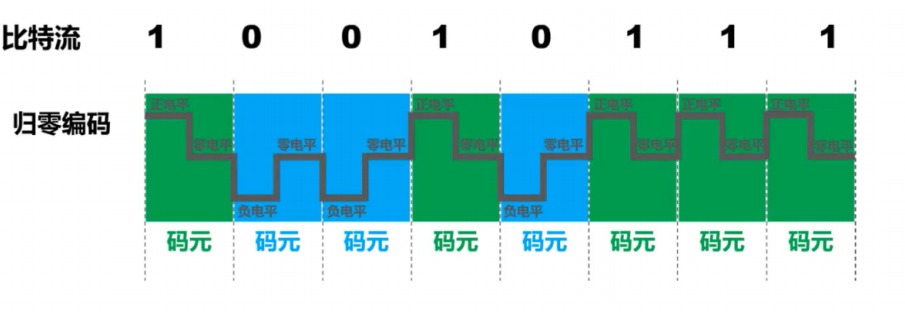 比特流 1 0 0 1 0 1 1 1
归零编码
正电平 正电平 正电平 正电平 正电平
零电平 零电平 零电平 零电平 零电平 零电平 零电平 零电平
负电平 负电平 负电平
码元 码元 码元 码元 码元 码元 码元 码元